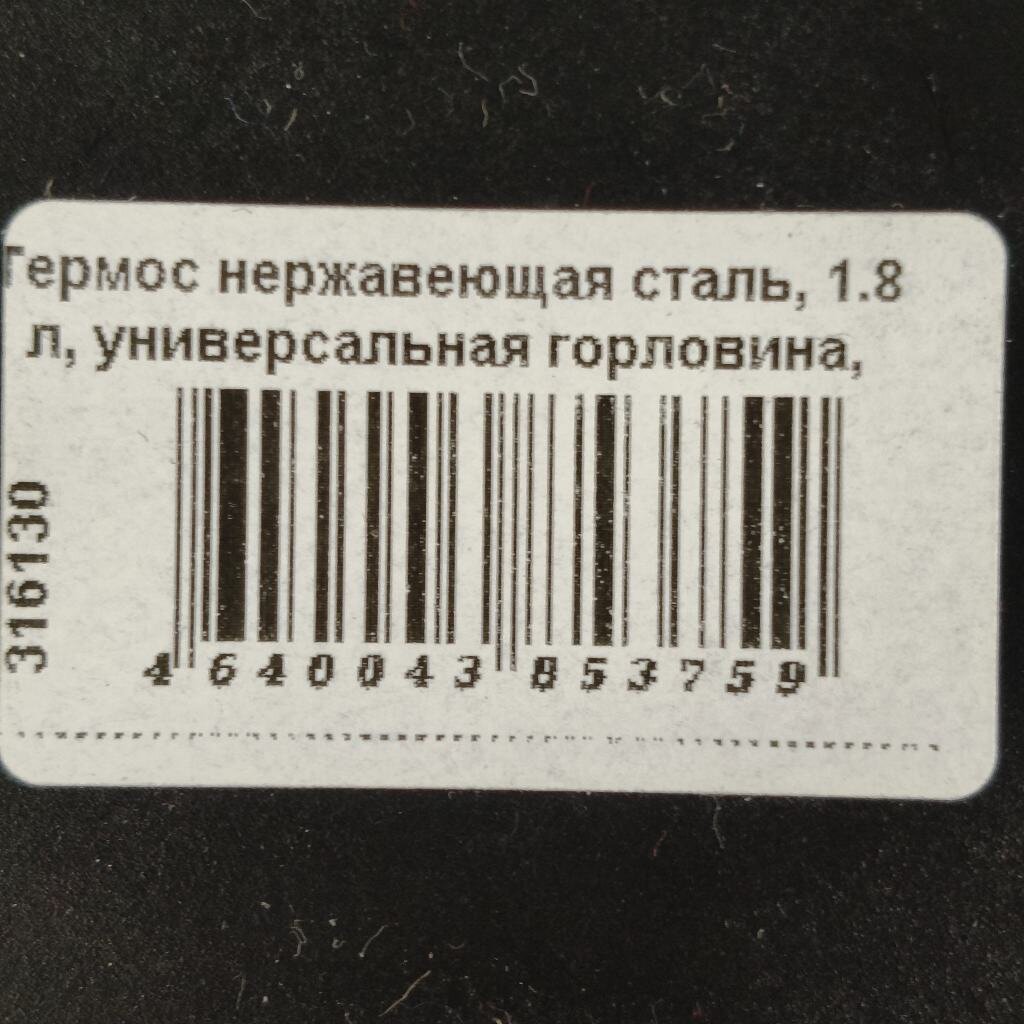 Термос нержавеющая сталь, 1.8
л, универсальная горловина,
316130
4 640043 853759